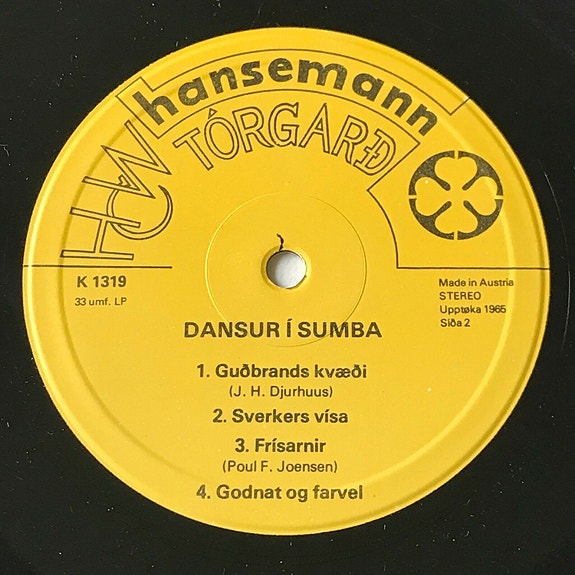 hansemann
TÓRGARÐ
HCW
K 1319
33 umf. LP
Made in Austria
STEREO
Upptøka 1965
Síða 2
DANSUR Í SUMBA
1. Guðbrands kvæði
(J. H. Djurhuus)
2. Sverkers vísa
3. Frísarnir
(Poul F. Joensen)
4. Godnat og farvel